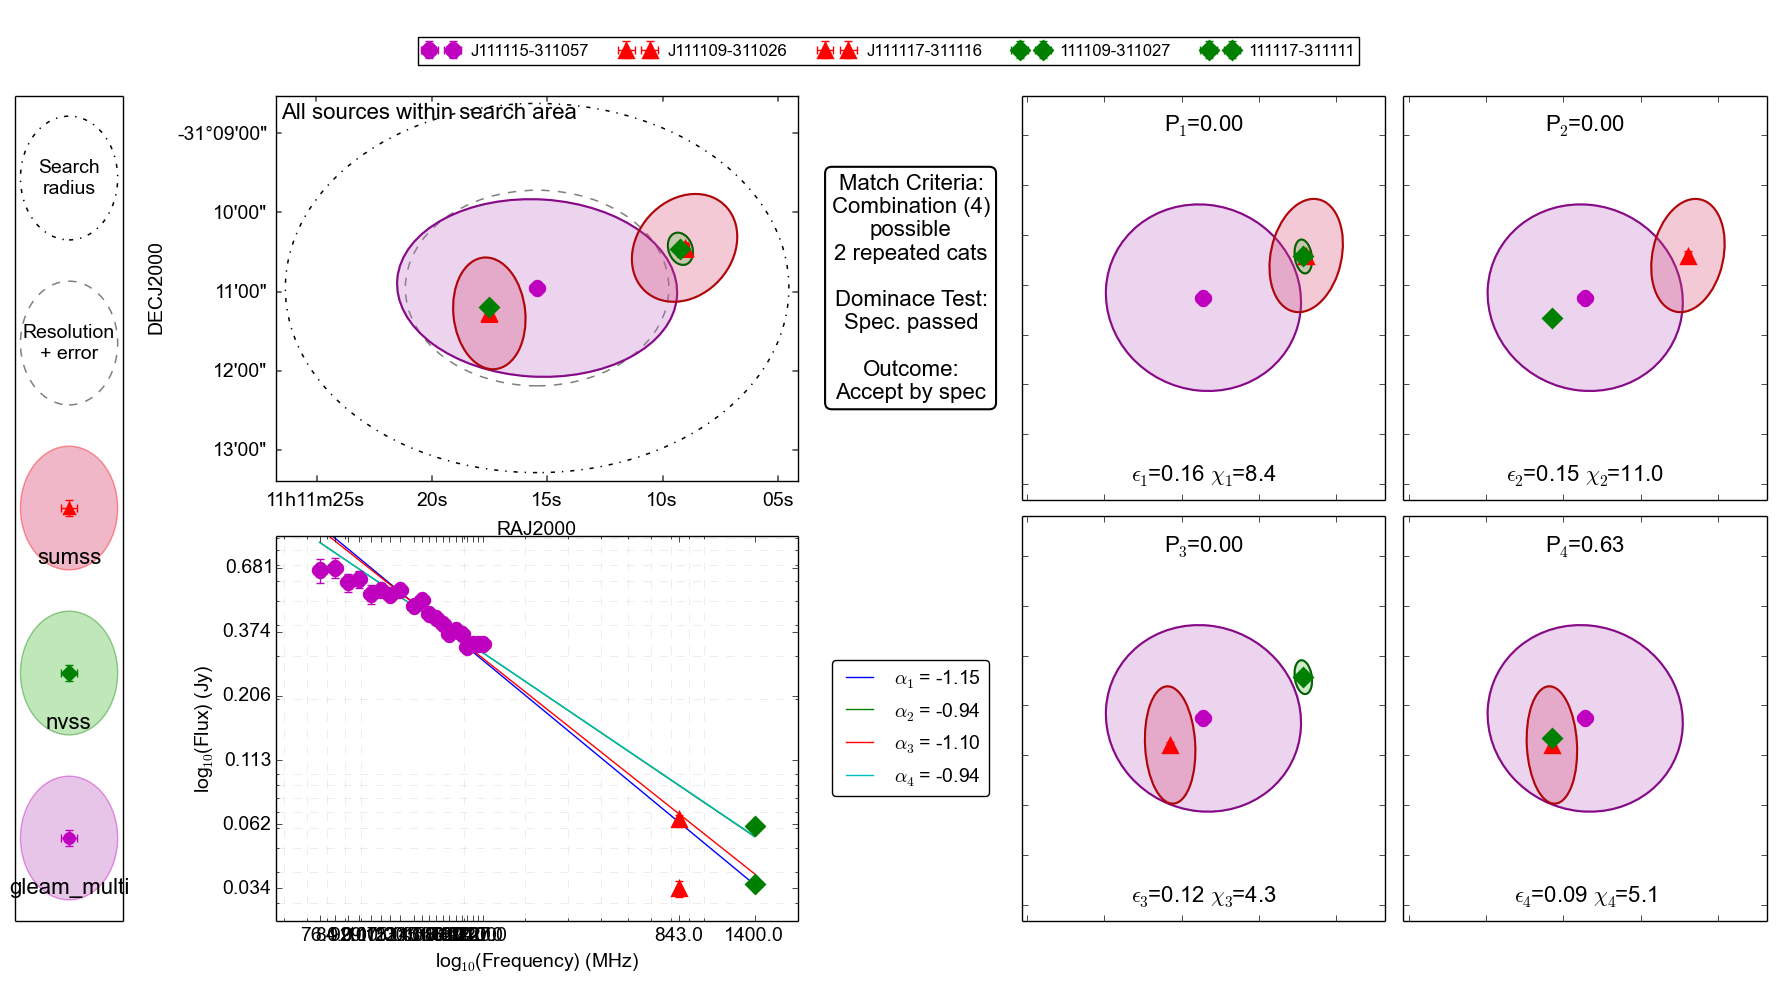 J111115-311057 J111109-311026 J111117-311116 111109-311027 111117-311111
Search
radius
Resolution
+ error
sumss
nvss
gleam_multi
All sources within search area
DECJ2000
-31°09'00"
10'00"
11'00"
12'00"
13'00"
11h11m25s 20s 15s 10s 05s
RAJ2000
Match Criteria:
Combination (4)
possible
2 repeated cats
Dominace Test:
Spec. passed
Outcome:
Accept by spec
P1=0.00
ϵ1=0.16 χ1=8.4
P2=0.00
ϵ2=0.15 χ2=11.0
log10(Flux) (Jy)
0.681
0.374
0.206
0.113
0.062
0.034
843.0 1400.0
log10(Frequency) (MHz)
α1 = -1.15
α2 = -0.94
α3 = -1.10
α4 = -0.94
P3=0.00
ϵ3=0.12 χ3=4.3
P4=0.63
ϵ4=0.09 χ4=5.1